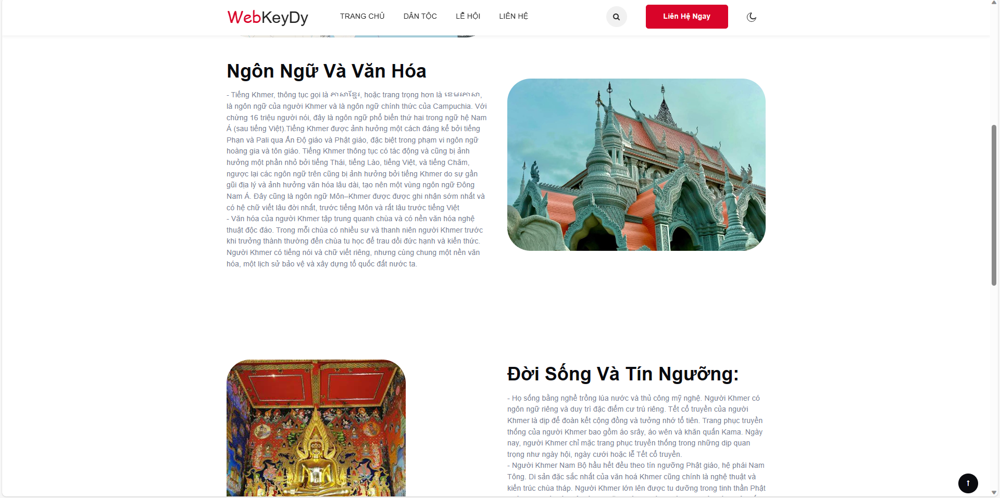 WebKeyDy
TRANG CHỦ
DÂN TỘC
LỄ HỘI
LIÊN HỆ
Liên Hệ Ngay
Ngôn Ngữ Và Văn Hóa
- Tiếng Khmer, thông tục gọi là ភាសាខ្មែរ, hoặc trang trọng hơn là ខេមរភាសា,
là ngôn ngữ của người Khmer và là ngôn ngữ chính thức của Campuchia. Với
chừng 16 triệu người nói, đây là ngôn ngữ phổ biến thứ hai trong ngữ hệ Nam
Á (sau tiếng Việt).Tiếng Khmer được ảnh hưởng một cách đáng kể bởi tiếng
Phạn và Pali qua Ấn Độ giáo và Phật giáo, đặc biệt trong phạm vi ngôn ngữ
hoàng gia và tôn giáo. Tiếng Khmer thông tục có tác động và cũng bị ảnh
hưởng một phần nhỏ bởi tiếng Thái, tiếng Lào, tiếng Việt, và tiếng Chăm,
ngược lại các ngôn ngữ trên cũng bị ảnh hưởng bởi tiếng Khmer do sự gần
gũi địa lý và ảnh hưởng văn hóa lâu dài, tạo nên một vùng ngôn ngữ Đông
Nam Á. Đây cũng là ngôn ngữ Môn–Khmer được được ghi nhận sớm nhất và
có hệ chữ viết lâu đời nhất, trước tiếng Môn và rất lâu trước tiếng Việt
- Văn hóa của người Khmer tập trung quanh chùa và có nền văn hóa nghệ
thuật độc đáo. Trong mỗi chùa có nhiều sư và thanh niên người Khmer trước
khi trưởng thành thường đến chùa tu học để trau dồi đức hạnh và kiến thức.
Người Khmer có tiếng nói và chữ viết riêng, nhưng cùng chung một nền văn
hóa, một lịch sử bảo vệ và xây dựng tổ quốc đất nước ta.
Đời Sống Và Tín Ngưỡng:
- Họ sống bằng nghề trồng lúa nước và thủ công mỹ nghệ. Người Khmer có
ngôn ngữ riêng và duy trì đặc điểm cư trú riêng. Tết cổ truyền của người
Khmer là dịp để đoàn kết cộng đồng và tưởng nhớ tổ tiên. Trang phục truyền
thống của người Khmer bao gồm áo srây, áo wên và khăn quấn Kama. Ngày
nay, người Khmer chỉ mặc trang phục truyền thống trong những dịp quan
trọng như ngày hội, ngày cưới hoặc lễ Tết cổ truyền.
- Người Khmer Nam Bộ hầu hết đều theo tín ngưỡng Phật giáo, hệ phái Nam
Tông. Di sản đặc sắc nhất của văn hoá Khmer cũng chính là nghệ thuật và
kiến trúc chùa tháp. Người Khmer lớn lên được tu dưỡng trong tinh thần Phật